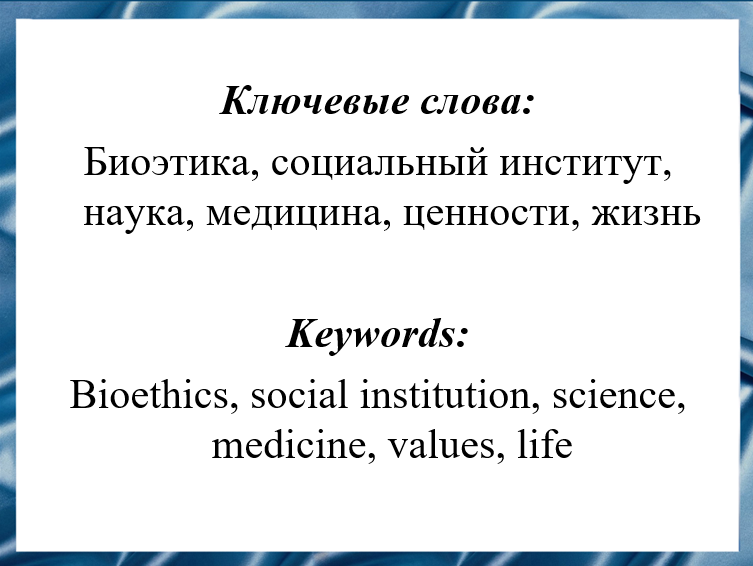 Ключевые слова:
Биоэтика, социальный институт,
наука, медицина, ценности, жизнь
Keywords:
Bioethics, social institution, science,
medicine, values, life